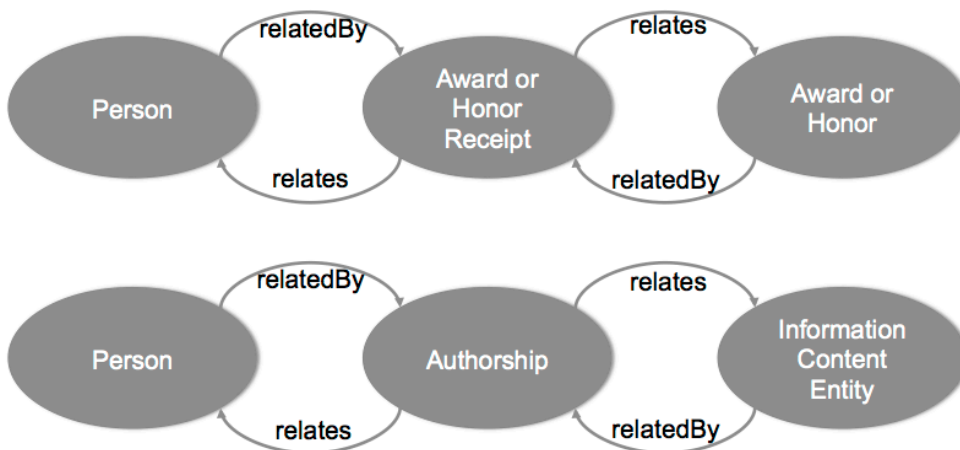 relatedBy
relates
Person
Award or
Honor
Receipt
Award or
Honor
relates
relatedBy
relatedBy
relates
Person
Authorship
Information
Content
Entity
relates
relatedBy